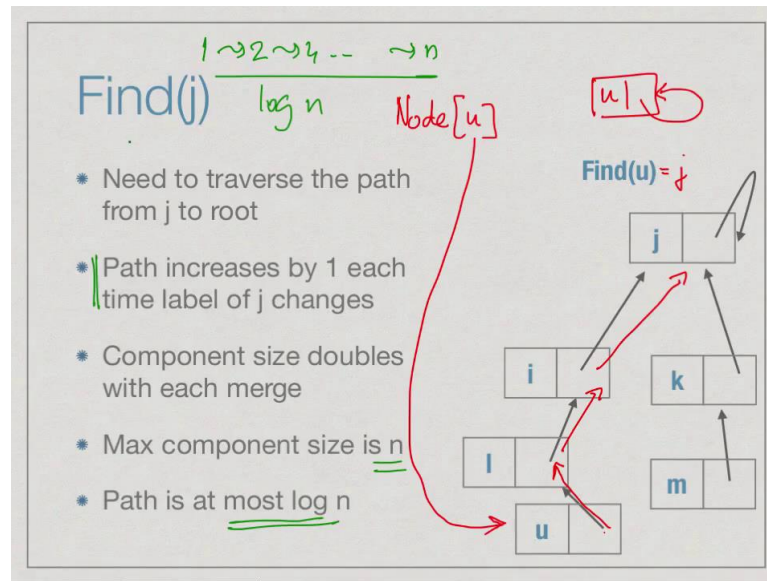 1 → 2 → 4 -- → n
Find(j)
log n
Node[u]
u
Find(u) = j
* Need to traverse the path
from j to root
* Path increases by 1 each
time label of j changes
* Component size doubles
with each merge
* Max component size is n
* Path is at most log n
j
i
k
l
m
u